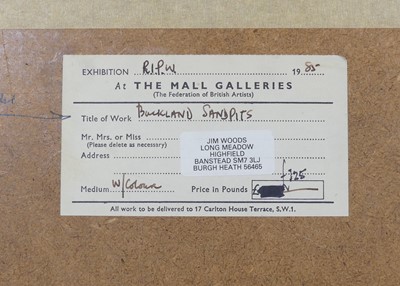 EXHIBITION R.I.P.W 1985
At THE MALL GALLERIES
(The Federation of British Artists)
Title of Work BUCKLAND SANDPITS
Mr. Mrs. or Miss
(Please delete as necessary)
Address
JIM WOODS
LONG MEADOW
HIGHFIELD
BANSTEAD SM7 3LJ
BURGH HEATH 56465
Medium W/Colour Price in Pounds £
£125
All work to be delivered to 17 Carlton House Terrace, S.W.1.